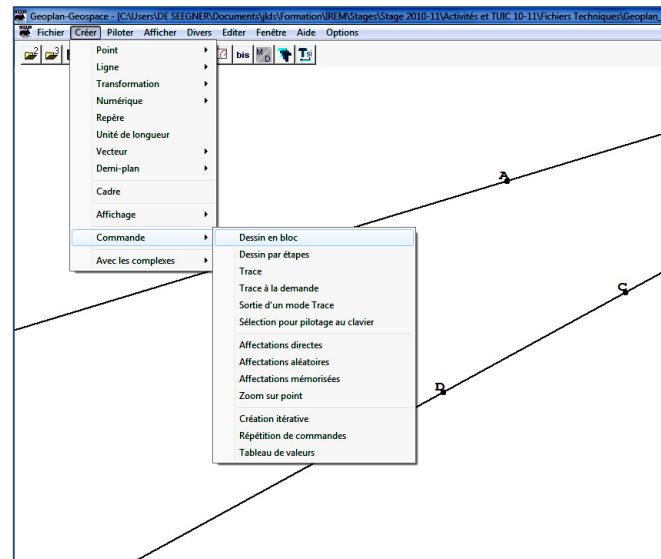 Geoplan-Geospace - [C:\Users\DE SEEGNER\Documents\jlds\Formation\IREM\Stages\Stage 2010-11\Activités et TUIC 10-11\Fichiers Techniques\Geoplan_
Fichier Créer Piloter Afficher Divers Editer Fenêtre Aide Options
2 3 bis M/D T
Point
Ligne
Transformation
Numérique
Repère
Unité de longueur
Vecteur
Demi-plan
Cadre
Affichage
Commande
Avec les complexes
Dessin en bloc
Dessin par étapes
Trace
Trace à la demande
Sortie d'un mode Trace
Sélection pour pilotage au clavier
Affectations directes
Affectations aléatoires
Affectations mémorisées
Zoom sur point
Création itérative
Répétition de commandes
Tableau de valeurs
A
C
D